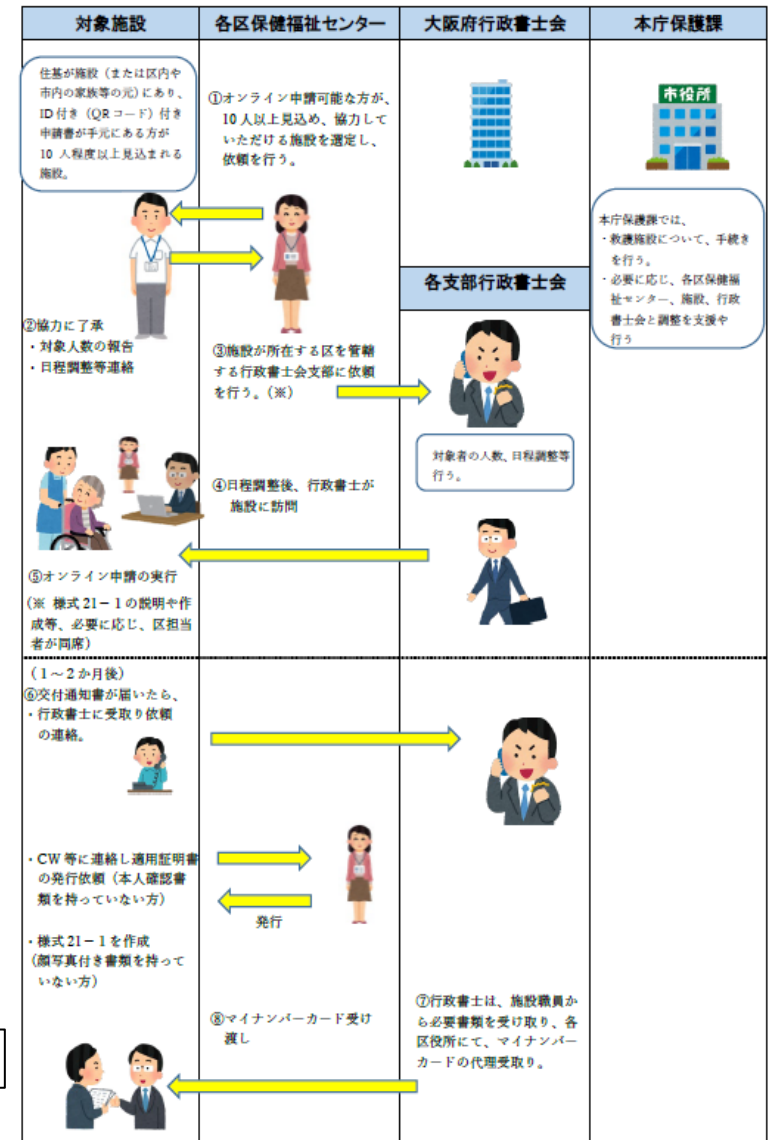 対象施設
各区保健福祉センター
大阪府行政書士会
本庁保護課
住基が施設（または区内や
市内の家族等の元）にあり、
ID付き（QRコード）付き
申請書が手元にある方が
10人程度以上見込まれる
施設。
①オンライン申請可能な方が、
10人以上見込め、協力して
いただける施設を選定し、
依頼を行う。
市役所
本庁保護課では、
・救護施設について、手続き
を行う。
・必要に応じ、各区保健福
祉センター、施設、行政
書士会と調整を支援や
行う
各支部行政書士会
②協力に了承
・対象人数の報告
・日程調整等連絡
③施設が所在する区を管轄
する行政書士会支部に依頼
を行う。（※）
対象者の人数、日程調整等
行う。
④日程調整後、行政書士が
施設に訪問
⑤オンライン申請の実行
（※ 様式21－1の説明や作
成等、必要に応じ、区担当
者が同席）
（1～2か月後）
⑥交付通知書が届いたら、
・行政書士に受取り依頼
の連絡。
・CW等に連絡し適用証明書
の発行依頼（本人確認書
類を持っていない方）
発行
・様式21－1を作成
（顔写真付き書類を持って
いない方）
⑦行政書士は、施設職員か
ら必要書類を受け取り、各
区役所にて、マイナンバー
カードの代理受取り。
⑧マイナンバーカード受け
渡し